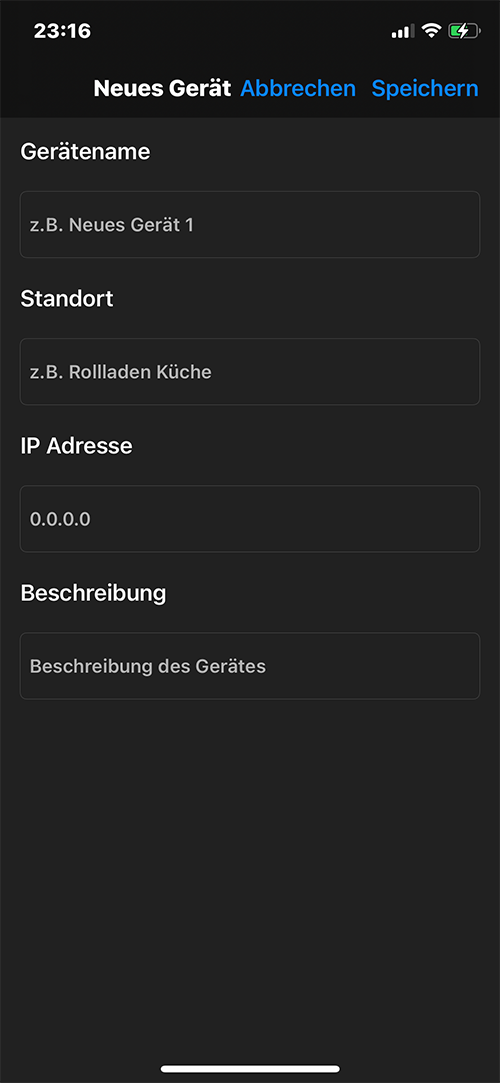 23:16
Neues Gerät Abbrechen Speichern
Gerätename
z.B. Neues Gerät 1
Standort
z.B. Rollladen Küche
IP Adresse
0.0.0.0
Beschreibung
Beschreibung des Gerätes